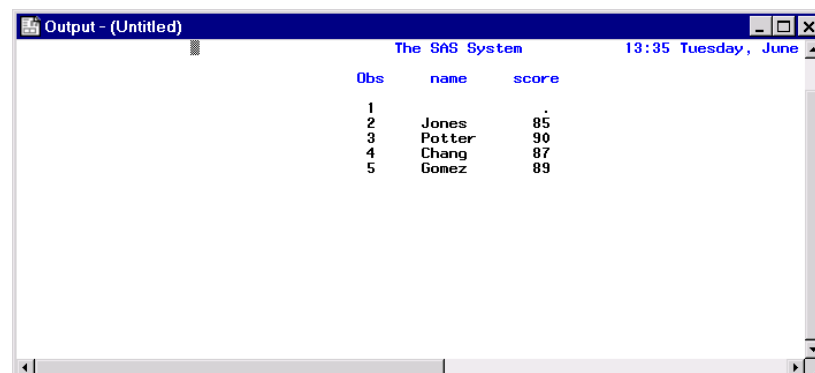 Output - (Untitled)
The SAS System 13:35 Tuesday, June
Obs name score
1 .
2 Jones 85
3 Potter 90
4 Chang 87
5 Gomez 89